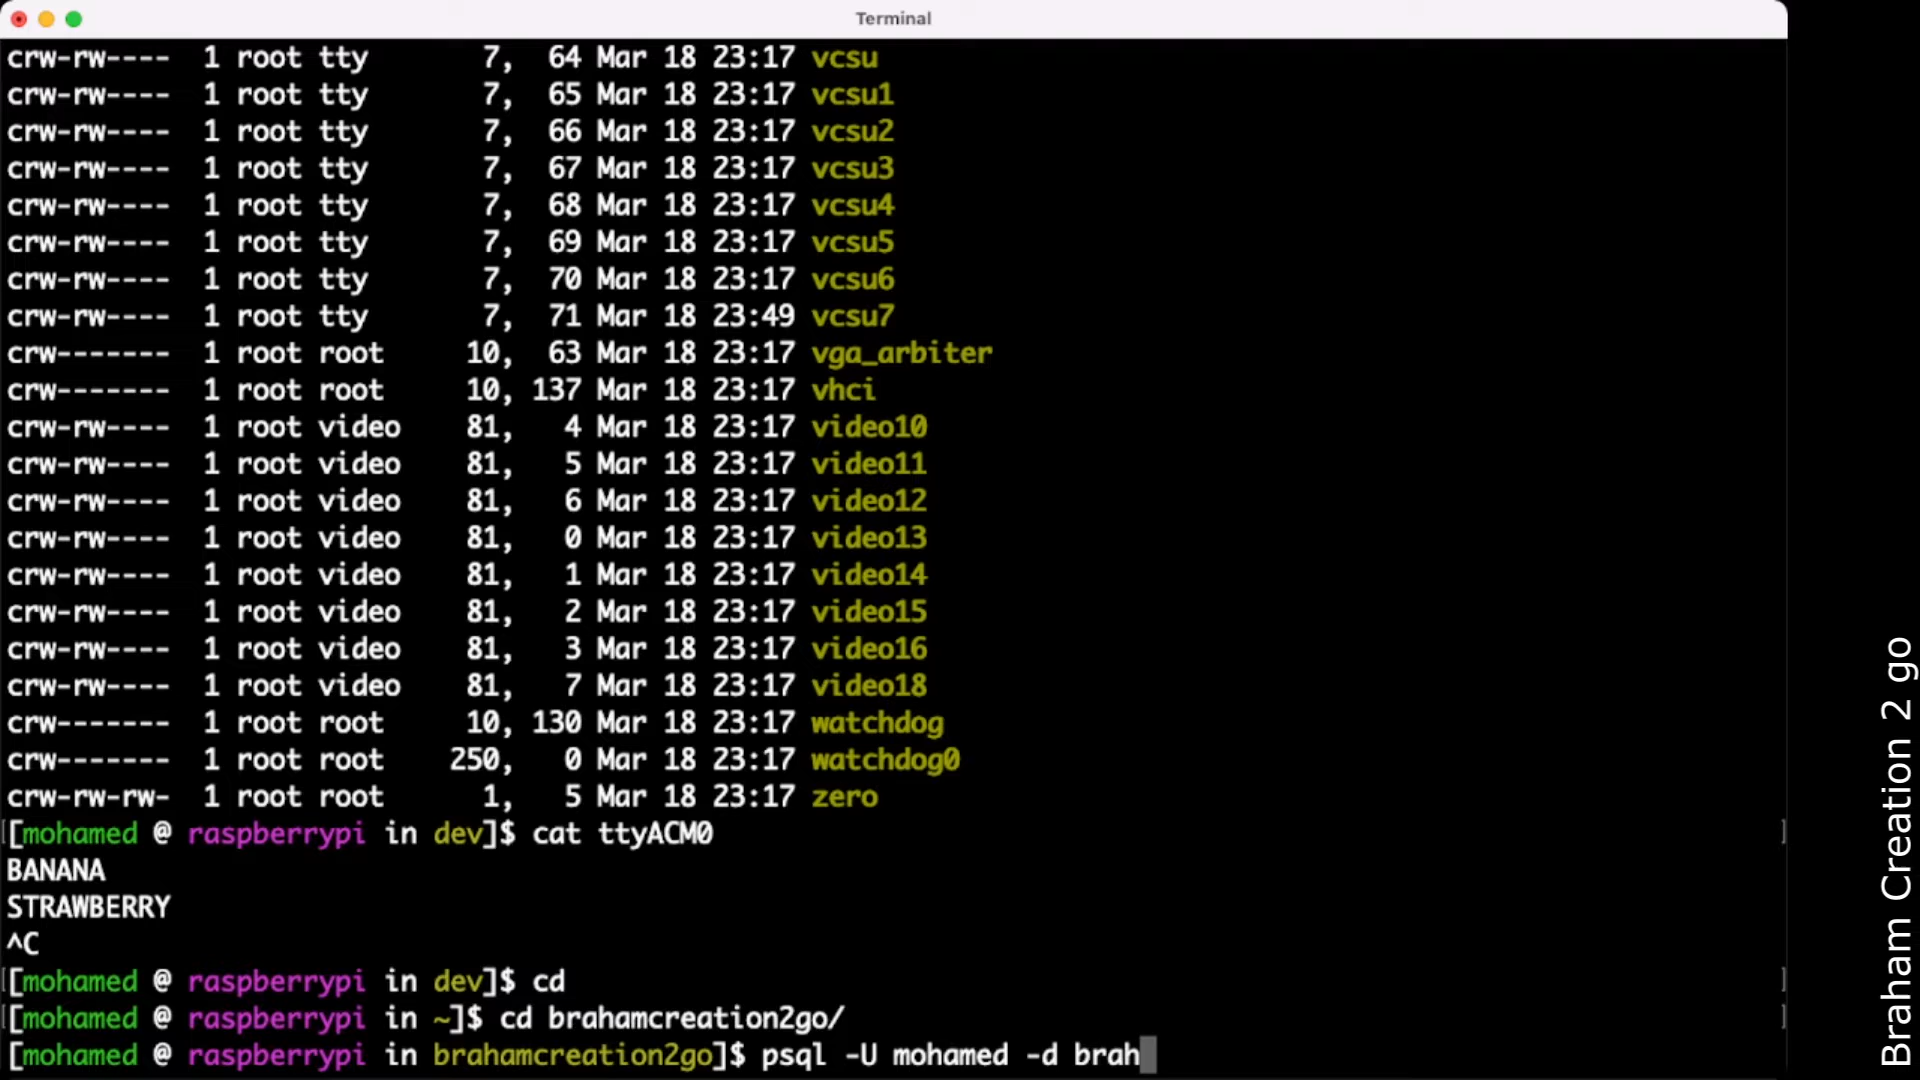 Terminal
crw-rw---- 1 root tty 7, 64 Mar 18 23:17 vcsu
crw-rw---- 1 root tty 7, 65 Mar 18 23:17 vcsu1
crw-rw---- 1 root tty 7, 66 Mar 18 23:17 vcsu2
crw-rw---- 1 root tty 7, 67 Mar 18 23:17 vcsu3
crw-rw---- 1 root tty 7, 68 Mar 18 23:17 vcsu4
crw-rw---- 1 root tty 7, 69 Mar 18 23:17 vcsu5
crw-rw---- 1 root tty 7, 70 Mar 18 23:17 vcsu6
crw-rw---- 1 root tty 7, 71 Mar 18 23:49 vcsu7
crw------- 1 root root 10, 63 Mar 18 23:17 vga_arbiter
crw------- 1 root root 10, 137 Mar 18 23:17 vhci
crw-rw---- 1 root video 81, 4 Mar 18 23:17 video10
crw-rw---- 1 root video 81, 5 Mar 18 23:17 video11
crw-rw---- 1 root video 81, 6 Mar 18 23:17 video12
crw-rw---- 1 root video 81, 0 Mar 18 23:17 video13
crw-rw---- 1 root video 81, 1 Mar 18 23:17 video14
crw-rw---- 1 root video 81, 2 Mar 18 23:17 video15
crw-rw---- 1 root video 81, 3 Mar 18 23:17 video16
crw-rw---- 1 root video 81, 7 Mar 18 23:17 video18
crw------- 1 root root 10, 130 Mar 18 23:17 watchdog
crw------- 1 root root 250, 0 Mar 18 23:17 watchdog0
crw-rw-rw- 1 root root 1, 5 Mar 18 23:17 zero
[mohamed @ raspberrypi in dev]$ cat ttyACM0
BANANA
STRAWBERRY
^C
[mohamed @ raspberrypi in dev]$ cd
[mohamed @ raspberrypi in ~]$ cd brahamcreation2go/
[mohamed @ raspberrypi in brahamcreation2go]$ psql -U mohamed -d brah
Braham Creation 2 go